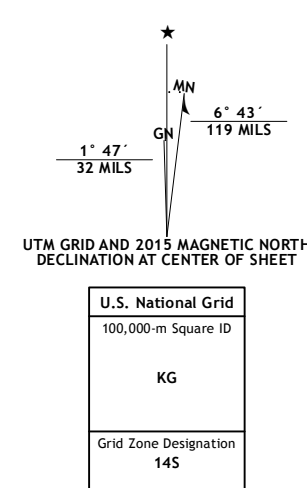 ★
MN
GN
6° 43´
119 MILS
1° 47´
32 MILS
UTM GRID AND 2015 MAGNETIC NORTH
DECLINATION AT CENTER OF SHEET
U.S. National Grid
100,000-m Square ID
KG
Grid Zone Designation
14S